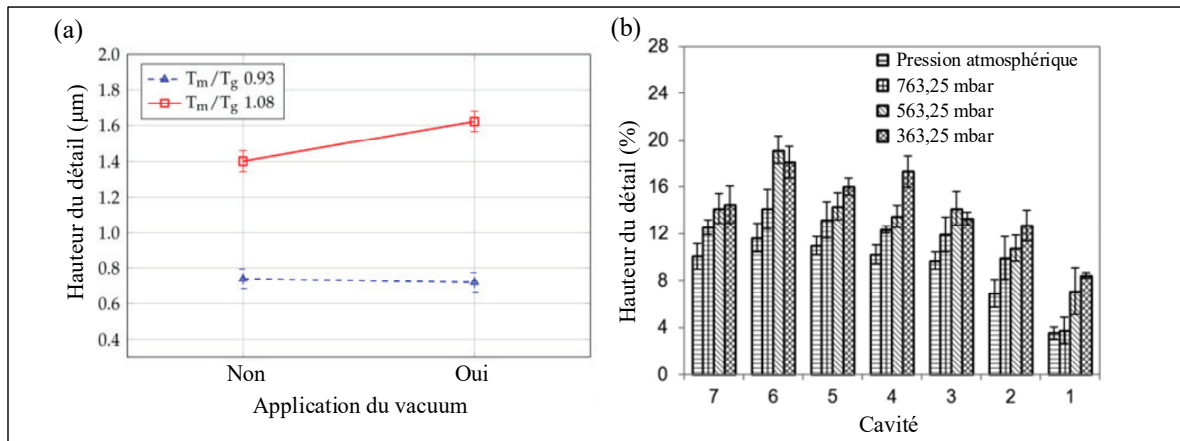 (a)
2.0
1.8
1.6
1.4
1.2
1.0
0.8
0.6
0.4
Hauteur du détail (µm)
T_m/T_g 0.93
T_m/T_g 1.08
Non Oui
Application du vacuum
(b)
28
24
20
16
12
8
4
0
Hauteur du détail (%)
Pression atmosphérique
763,25 mbar
563,25 mbar
363,25 mbar
7 6 5 4 3 2 1
Cavité